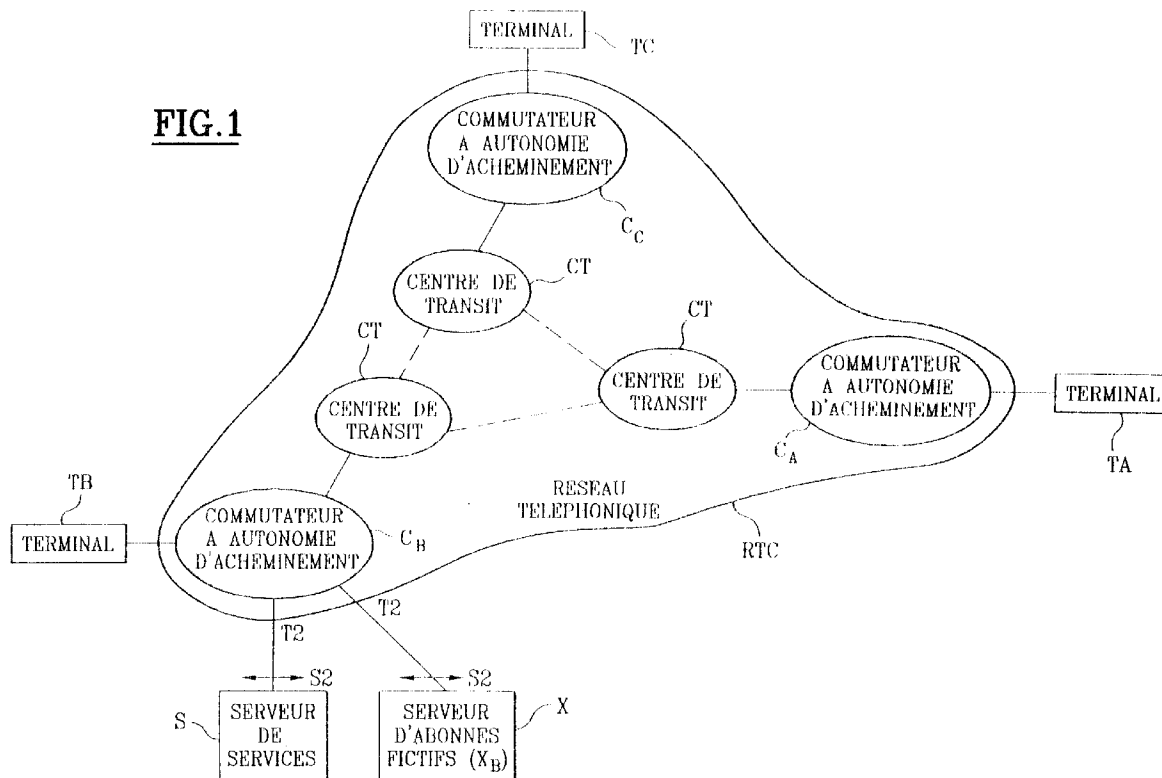 TERMINAL
TC
FIG.1
COMMUTATEUR
A AUTONOMIE
D'ACHEMINEMENT
C_C
CENTRE DE
TRANSIT
CT
CT
CENTRE DE
TRANSIT
CT
CENTRE DE
TRANSIT
COMMUTATEUR
A AUTONOMIE
D'ACHEMINEMENT
C_A
TERMINAL
TA
TB
TERMINAL
COMMUTATEUR
A AUTONOMIE
D'ACHEMINEMENT
C_B
RESEAU
TELEPHONIQUE
RTC
T2
T2
S2
S2
S
SERVEUR
DE
SERVICES
SERVEUR
D'ABONNES
FICTIFS (X_B)
X